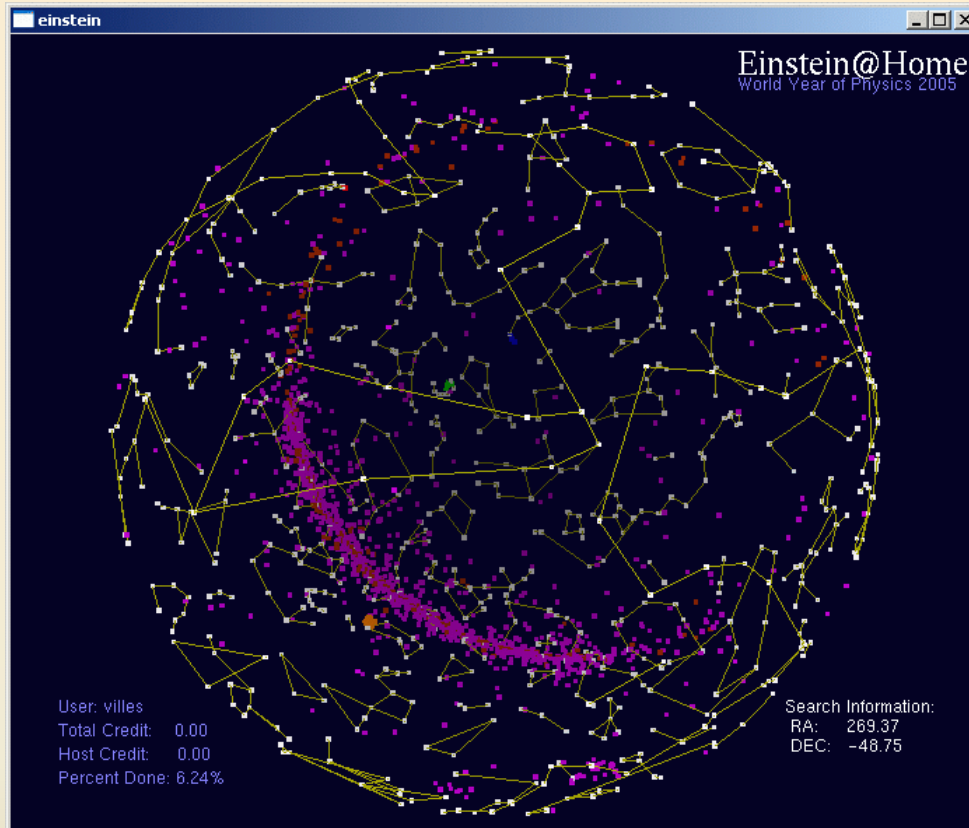 einstein
Einstein@Home
World Year of Physics 2005
User: villes
Total Credit: 0.00
Host Credit: 0.00
Percent Done: 6.24%
Search Information:
RA: 269.37
DEC: -48.75